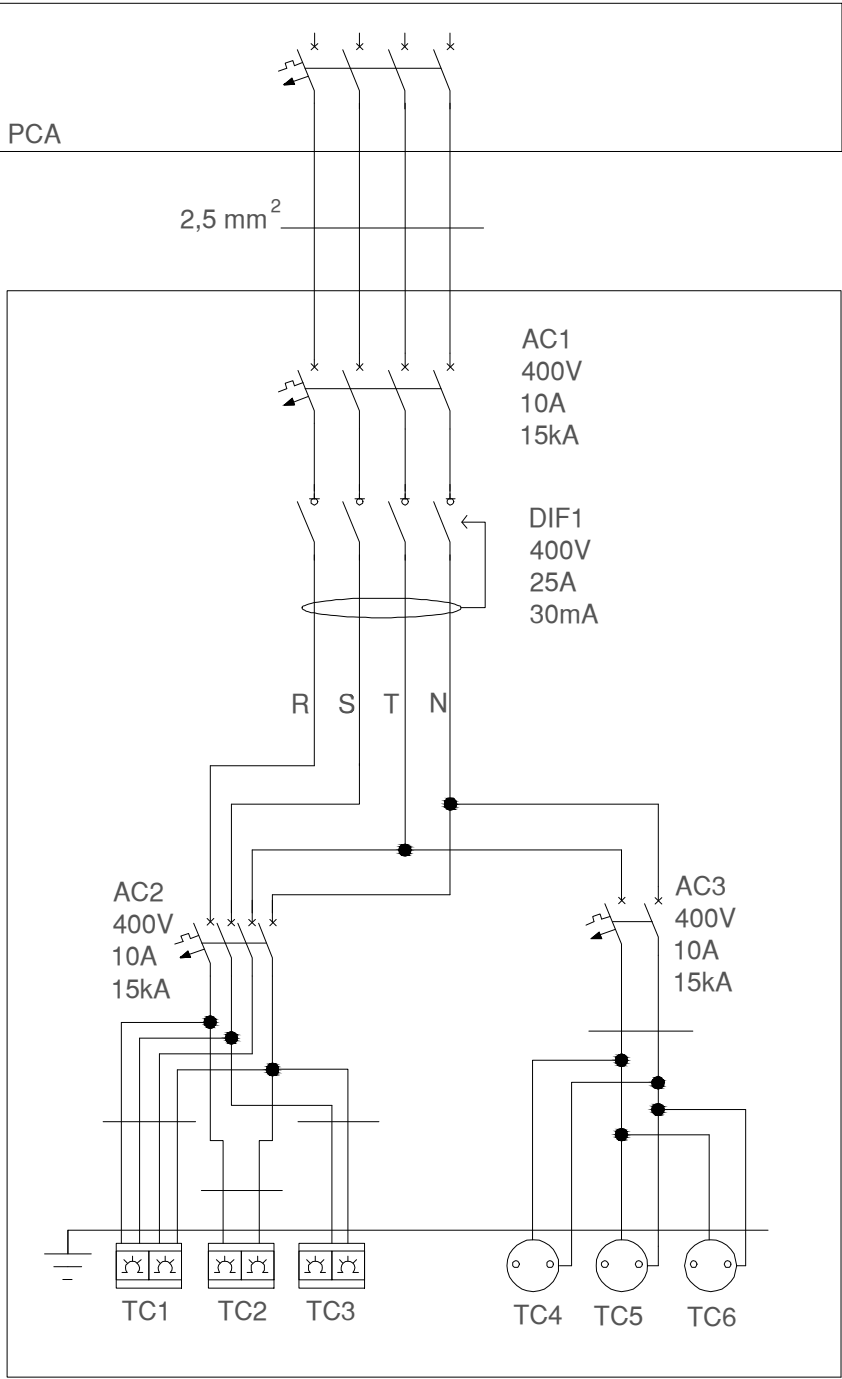 PCA
2,5 mm²
AC1
400V
10A
15kA
DIF1
400V
25A
30mA
R S T N
AC2
400V
10A
15kA
AC3
400V
10A
15kA
TC1 TC2 TC3 TC4 TC5 TC6